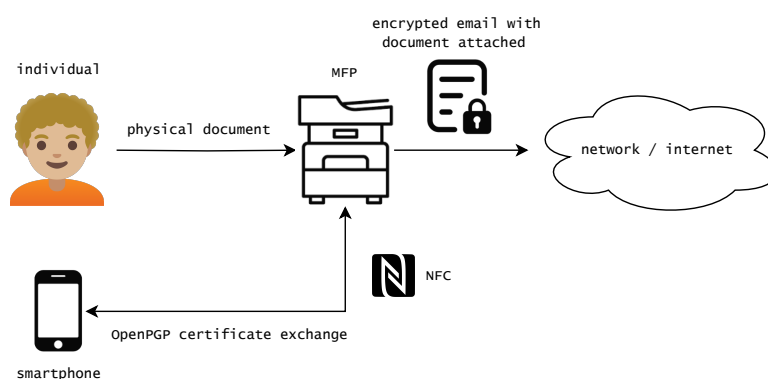 encrypted email with
document attached
individual
MFP
physical document
network / internet
NFC
OpenPGP certificate exchange
smartphone